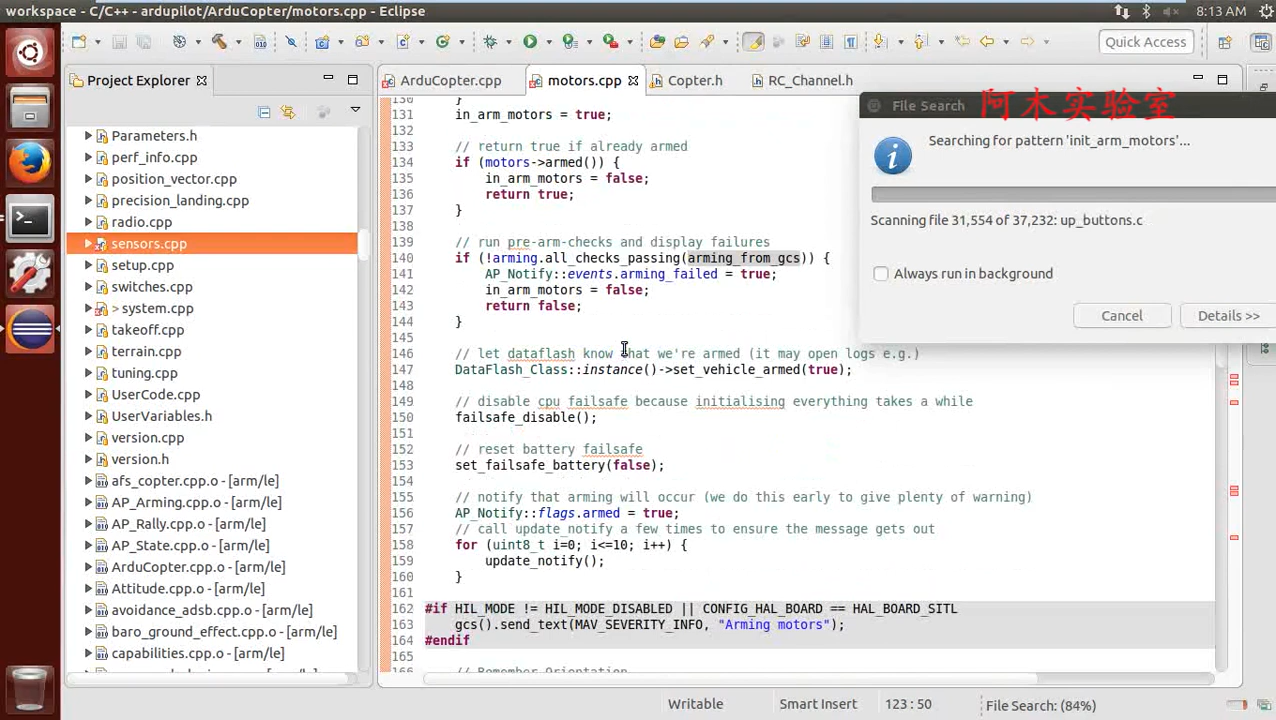 workspace - C/C++ - ardupilot/ArduCopter/motors.cpp - Eclipse
8:13 AM
Quick Access
Project Explorer
ArduCopter.cpp
motors.cpp
Copter.h
RC_Channel.h
Parameters.h
perf_info.cpp
position_vector.cpp
precision_landing.cpp
radio.cpp
sensors.cpp
setup.cpp
switches.cpp
> system.cpp
takeoff.cpp
terrain.cpp
tuning.cpp
UserCode.cpp
UserVariables.h
version.cpp
version.h
afs_copter.cpp.o - [arm/le]
AP_Arming.cpp.o - [arm/le]
AP_Rally.cpp.o - [arm/le]
AP_State.cpp.o - [arm/le]
ArduCopter.cpp.o - [arm/le]
Attitude.cpp.o - [arm/le]
avoidance_adsb.cpp.o - [arm/le]
baro_ground_effect.cpp.o - [arm/le]
capabilities.cpp.o - [arm/le]
130 }
131 in_arm_motors = true;
132
133 // return true if already armed
134 if (motors->armed()) {
135 in_arm_motors = false;
136 return true;
137 }
138
139 // run pre-arm-checks and display failures
140 if (!arming.all_checks_passing(arming_from_gcs)) {
141 AP_Notify::events.arming_failed = true;
142 in_arm_motors = false;
143 return false;
144 }
145
146 // let dataflash know that we're armed (it may open logs e.g.)
147 DataFlash_Class::instance()->set_vehicle_armed(true);
148
149 // disable cpu failsafe because initialising everything takes a while
150 failsafe_disable();
151
152 // reset battery failsafe
153 set_failsafe_battery(false);
154
155 // notify that arming will occur (we do this early to give plenty of warning)
156 AP_Notify::flags.armed = true;
157 // call update_notify a few times to ensure the message gets out
158 for (uint8_t i=0; i<=10; i++) {
159 update_notify();
160 }
161
162 #if HIL_MODE != HIL_MODE_DISABLED || CONFIG_HAL_BOARD == HAL_BOARD_SITL
163 gcs().send_text(MAV_SEVERITY_INFO, "Arming motors");
164 #endif
165
166 // Remember Orientation
File Search
阿木实验室
Searching for pattern 'init_arm_motors'...
Scanning file 31,554 of 37,232: up_buttons.c
Always run in background
Cancel
Details >>
Writable
Smart Insert
123 : 50
File Search: (84%)